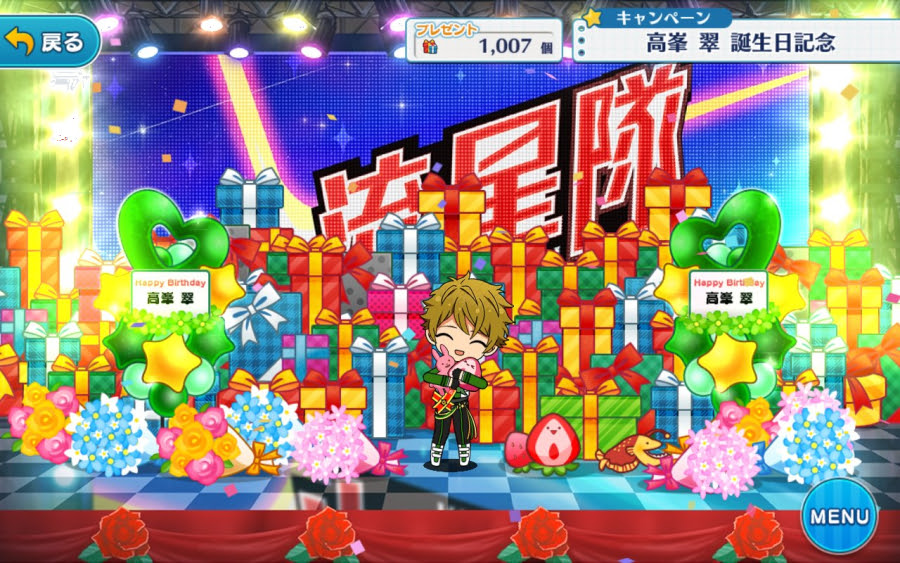 戻る
プレゼント
1,007 個
キャンペーン
高峯 翠 誕生日記念
流星隊
Happy Birthday
高峯 翠
Happy Birthday
高峯 翠
MENU